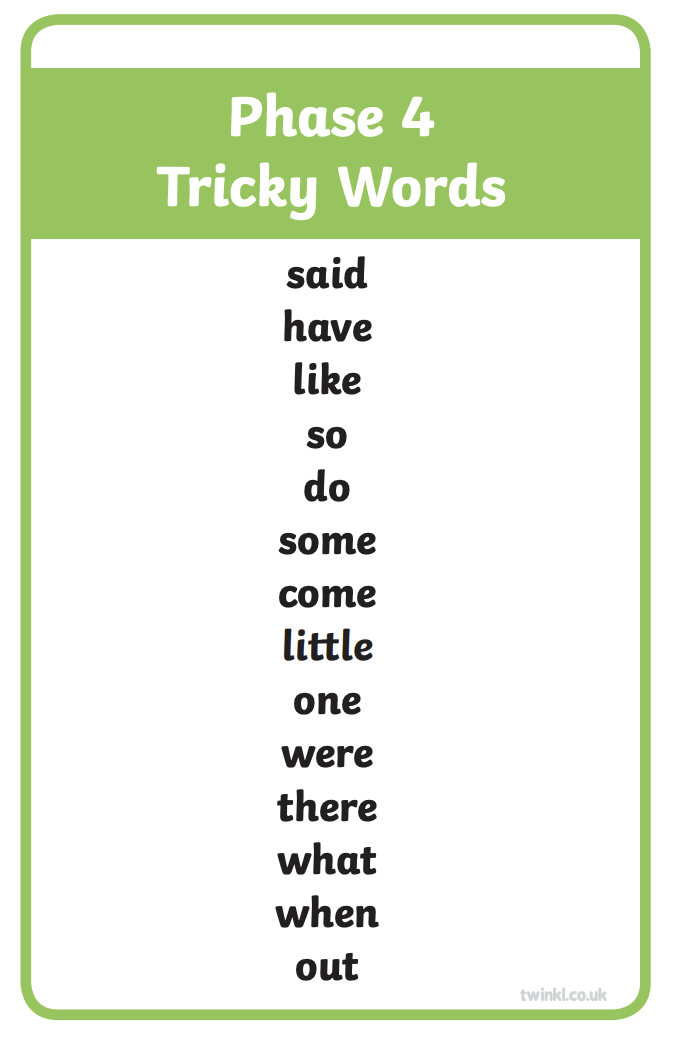 Phase 4
Tricky Words
said
have
like
so
do
some
come
little
one
were
there
what
when
out
twinkl.co.uk